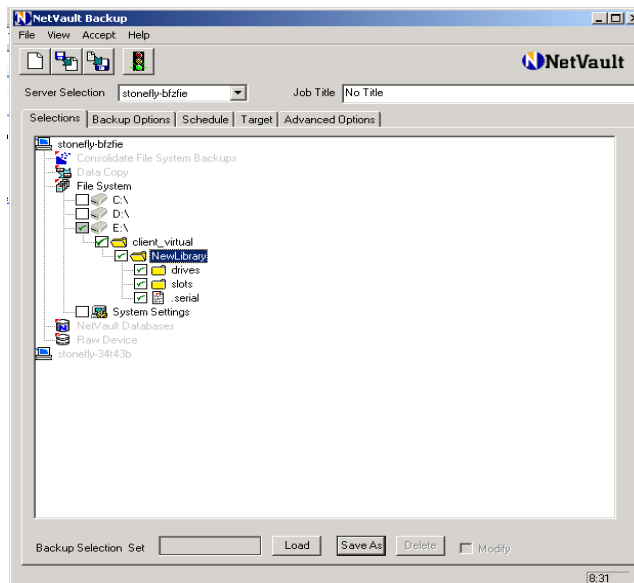 NetVault Backup
File View Accept Help
NetVault
Server Selection stonefly-bfzfie Job Title No Title
Selections Backup Options Schedule Target Advanced Options
stonefly-bfzfie
Consolidate File System Backups
Data Copy
File System
C:\
D:\
E:\
client_virtual
NewLibrary
drives
slots
.serial
System Settings
NetVault Databases
Raw Device
stonefly-34t43b
Backup Selection Set Load Save As Delete Modify
8:31